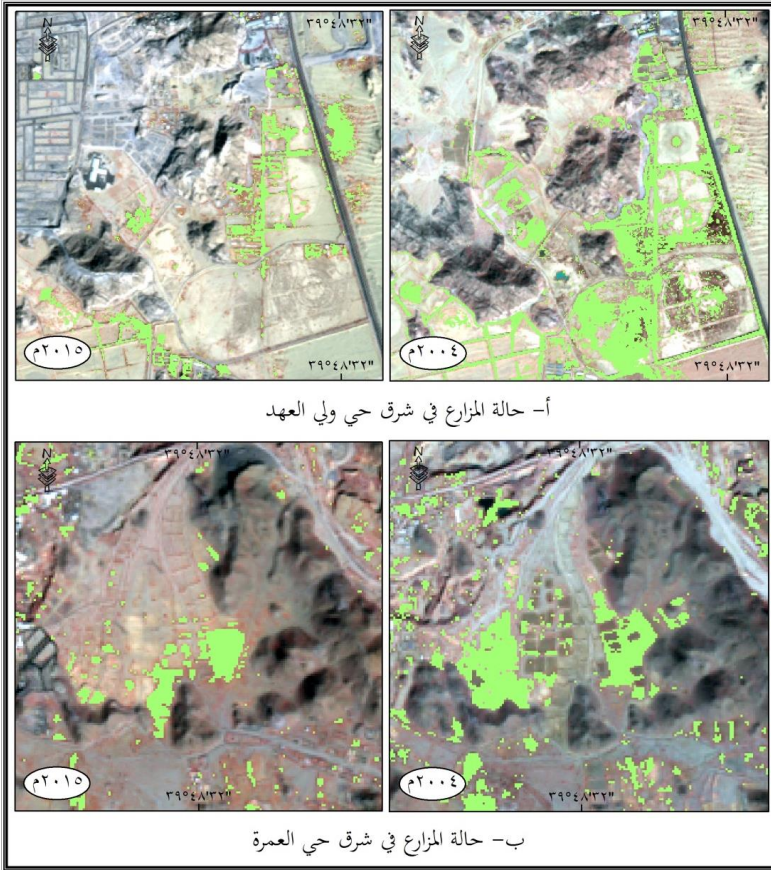 N
٣٩°٤٨'٣٢"
٢٠٠٤م
٣٩°٤٨'٣٢"
N
٣٩°٤٨'٣٢"
٢٠١٥م
٣٩°٤٨'٣٢"
أ- حالة المزارع في شرق حي ولي العهد
N
٣٩°٤٨'٣٢"
٢٠٠٤م
٣٩°٤٨'٣٢"
N
٣٩°٤٨'٣٢"
٢٠١٥م
٣٩°٤٨'٣٢"
ب- حالة المزارع في شرق حي العمرة